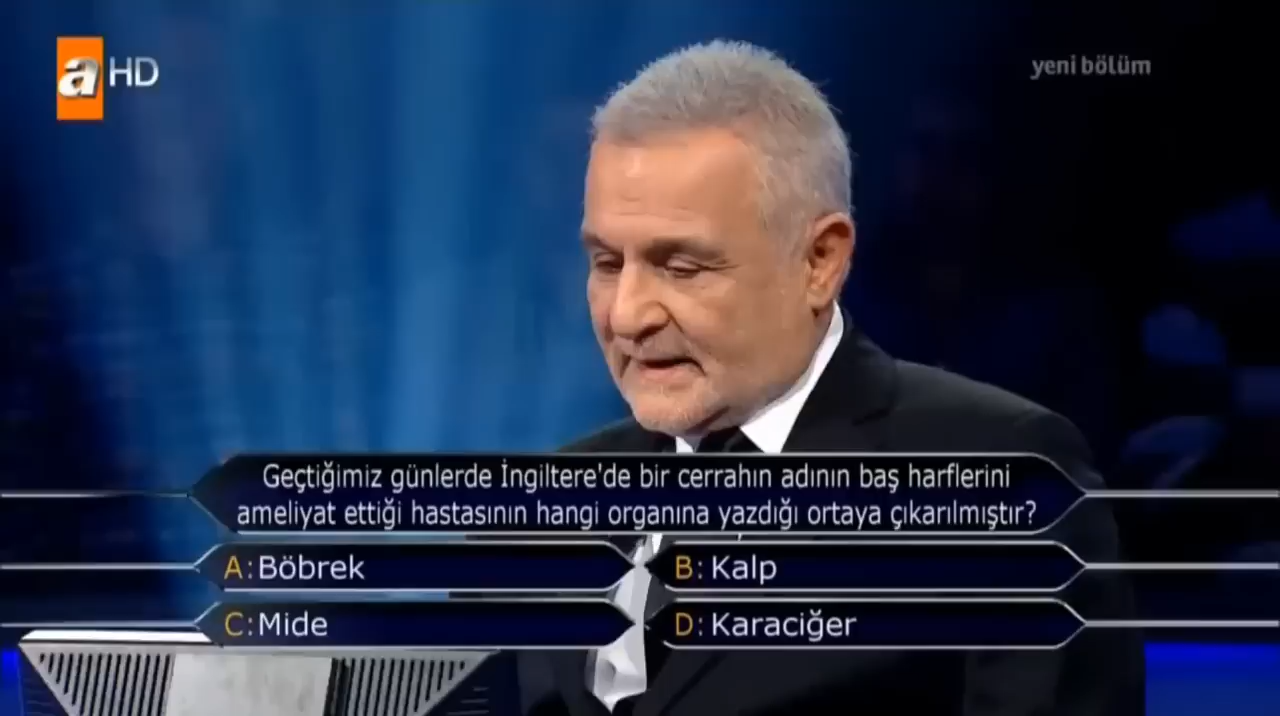 a HD
yeni bölüm
Geçtiğimiz günlerde İngiltere'de bir cerrahın adının baş harflerini
ameliyat ettiği hastasının hangi organına yazdığı ortaya çıkarılmıştır?
A: Böbrek
B: Kalp
C: Mide
D: Karaciğer